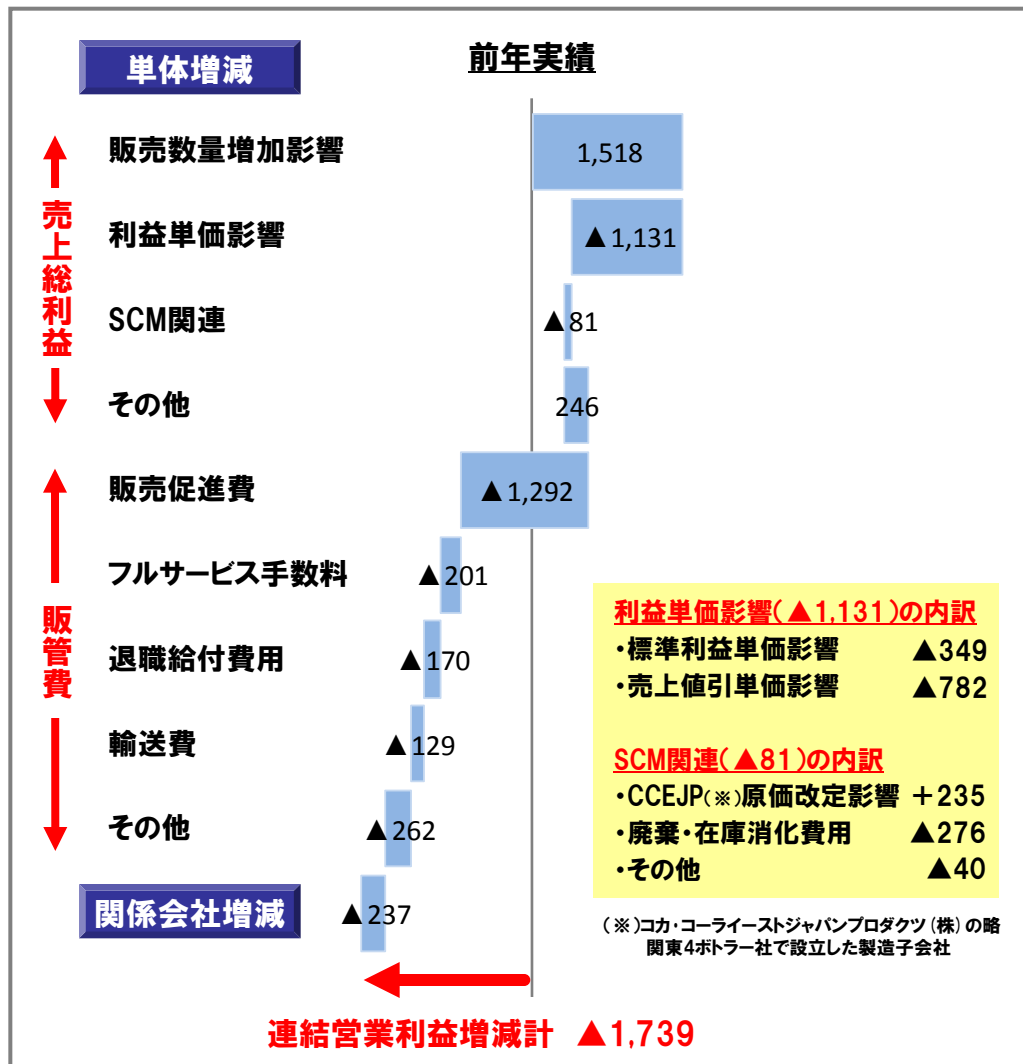 単体増減
前年実績
売上総利益
販売数量増加影響 1,518
利益単価影響 ▲1,131
SCM関連 ▲81
その他 246
販管費
販売促進費 ▲1,292
フルサービス手数料 ▲201
退職給付費用 ▲170
輸送費 ▲129
その他 ▲262
関係会社増減 ▲237
利益単価影響(▲1,131)の内訳
・標準利益単価影響 ▲349
・売上値引単価影響 ▲782
SCM関連(▲81)の内訳
・CCEJP(※)原価改定影響 +235
・廃棄・在庫消化費用 ▲276
・その他 ▲40
(※)コカ・コーライーストジャパンプロダクツ(株)の略
関東4ボトラー社で設立した製造子会社
連結営業利益増減計 ▲1,739